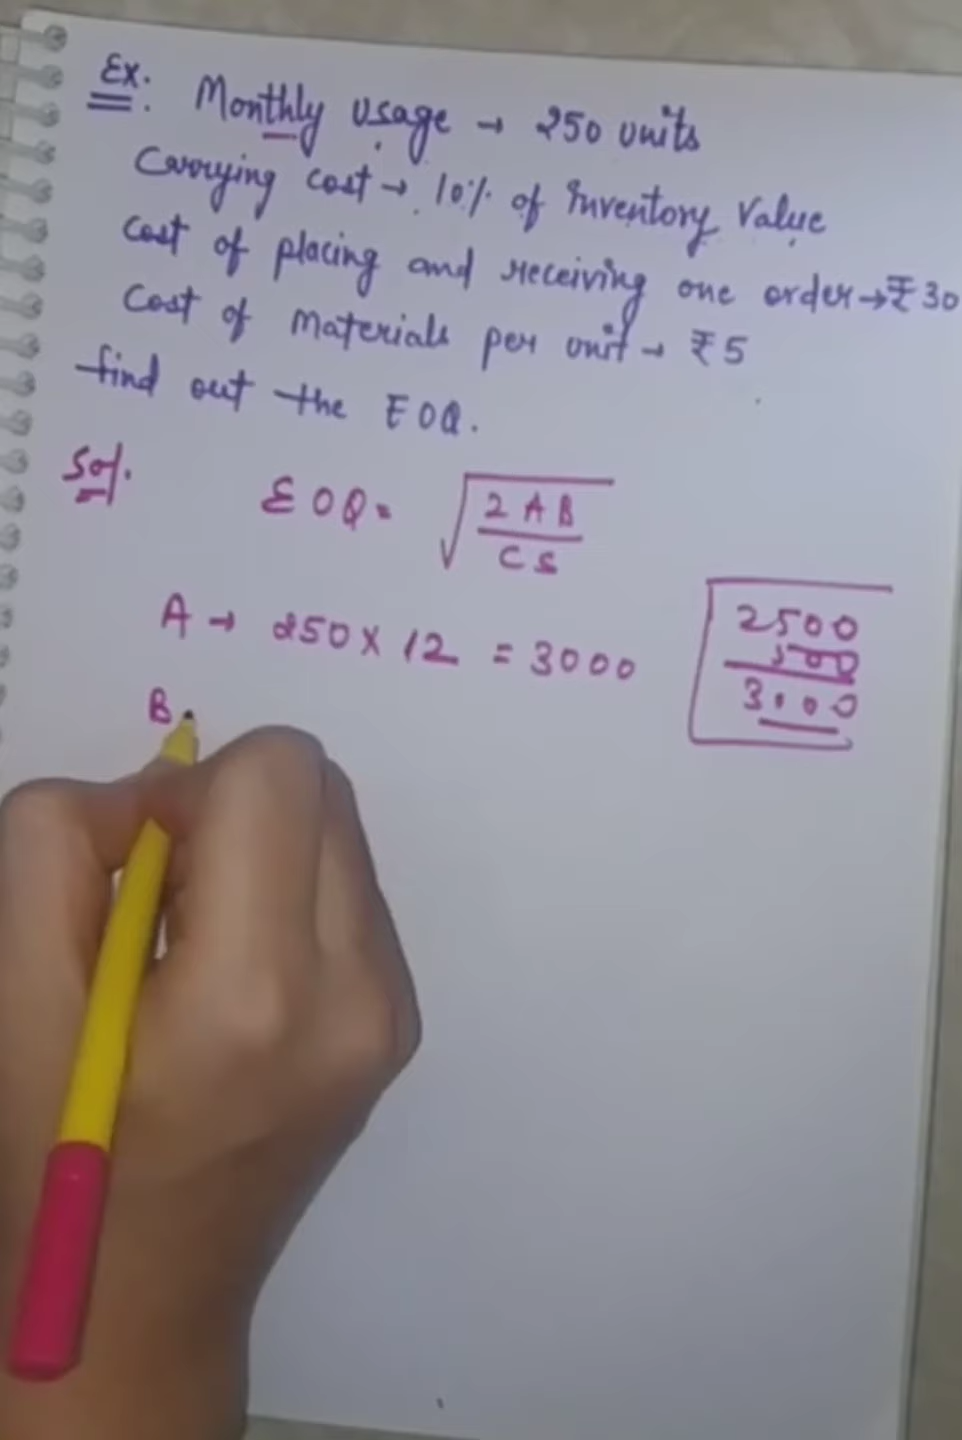 Ex: Monthly Usage → 250 units
Carrying cost → 10% of Inventory Value
Cost of placing and receiving one order → ₹30
Cost of Materials per unit → ₹5
find out the EOQ.
Sol.
EOQ = √2AB
CS
A → 250 × 12 = 3000
2500
500
3000
B